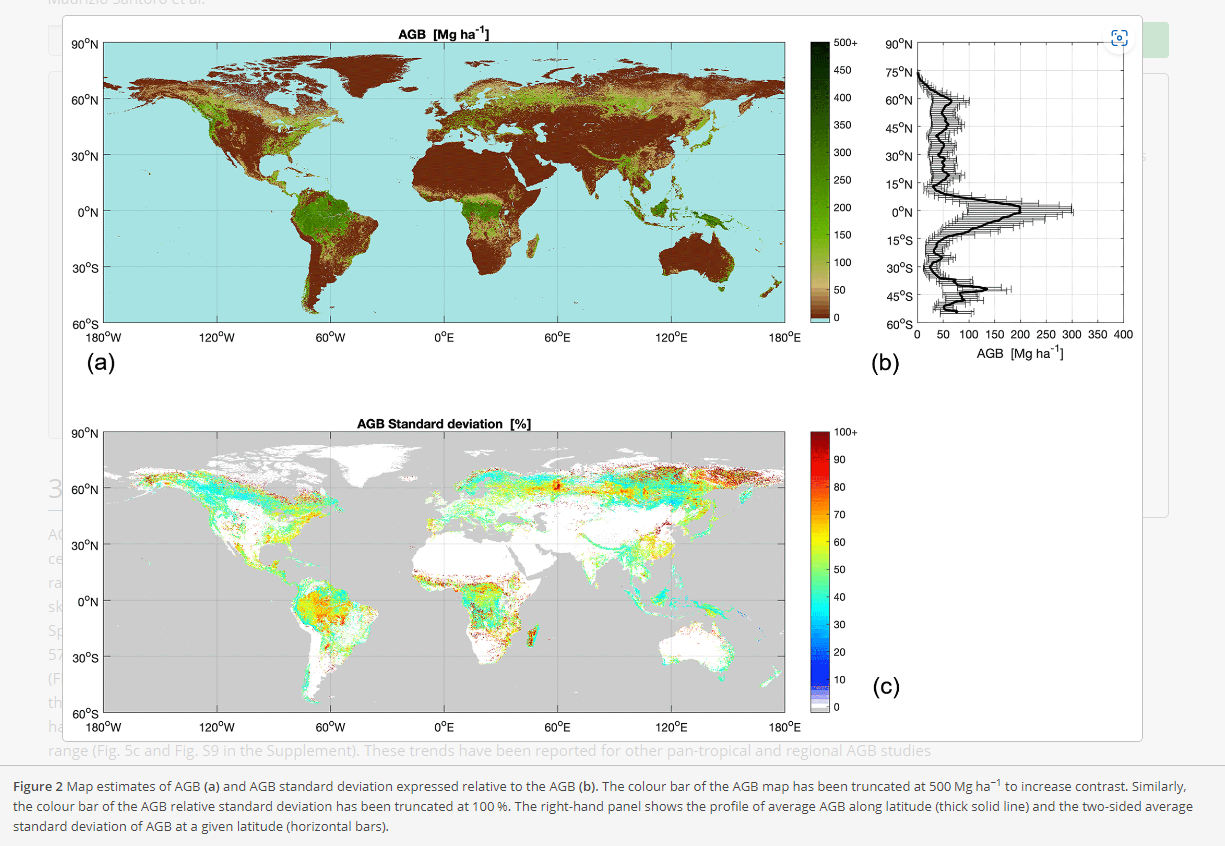 Maurizio Santoro et al.
AGB [Mg ha⁻¹]
90°N
60°N
30°N
0°N
30°S
60°S
180°W
120°W
60°W
0°E
60°E
120°E
180°E
500+
450
400
350
300
250
200
150
100
50
0
(a)
90°N
75°N
60°N
45°N
30°N
15°N
0°N
15°S
30°S
45°S
60°S
0 50 100 150 200 250 300 350 400
AGB [Mg ha⁻¹]
(b)
AGB Standard deviation [%]
90°N
60°N
30°N
0°N
30°S
60°S
180°W
120°W
60°W
0°E
60°E
120°E
180°E
100+
90
80
70
60
50
40
30
20
10
0
(c)
3
AG
ce
ra
sk
Sp
57
(F
th
ha
range (Fig. 5c and Fig. S9 in the Supplement). These trends have been reported for other pan-tropical and regional AGB studies
Figure 2 Map estimates of AGB (a) and AGB standard deviation expressed relative to the AGB (b). The colour bar of the AGB map has been truncated at 500 Mg ha⁻¹ to increase contrast. Similarly,
the colour bar of the AGB relative standard deviation has been truncated at 100 %. The right-hand panel shows the profile of average AGB along latitude (thick solid line) and the two-sided average
standard deviation of AGB at a given latitude (horizontal bars).